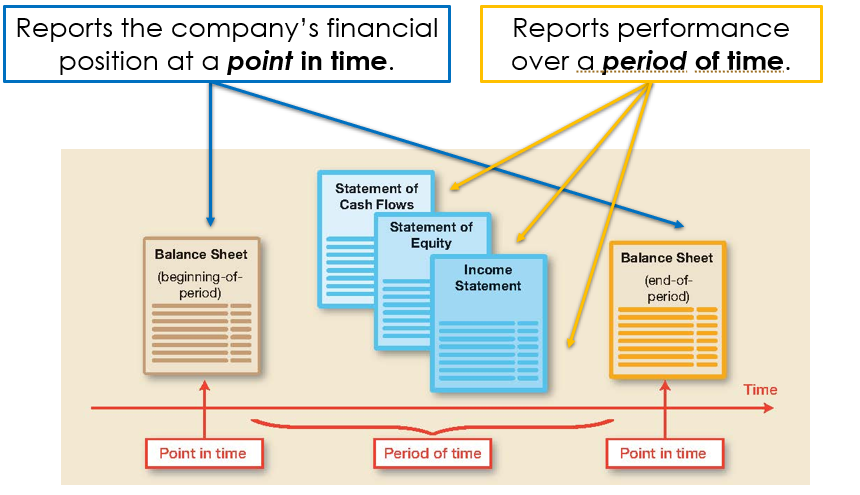 Reports the company’s financial
position at a point in time.
Reports performance
over a period of time.
Statement of
Cash Flows
Statement of
Equity
Income
Statement
Balance Sheet
(beginning-of-
period)
Balance Sheet
(end-of-
period)
Time
Point in time
Period of time
Point in time